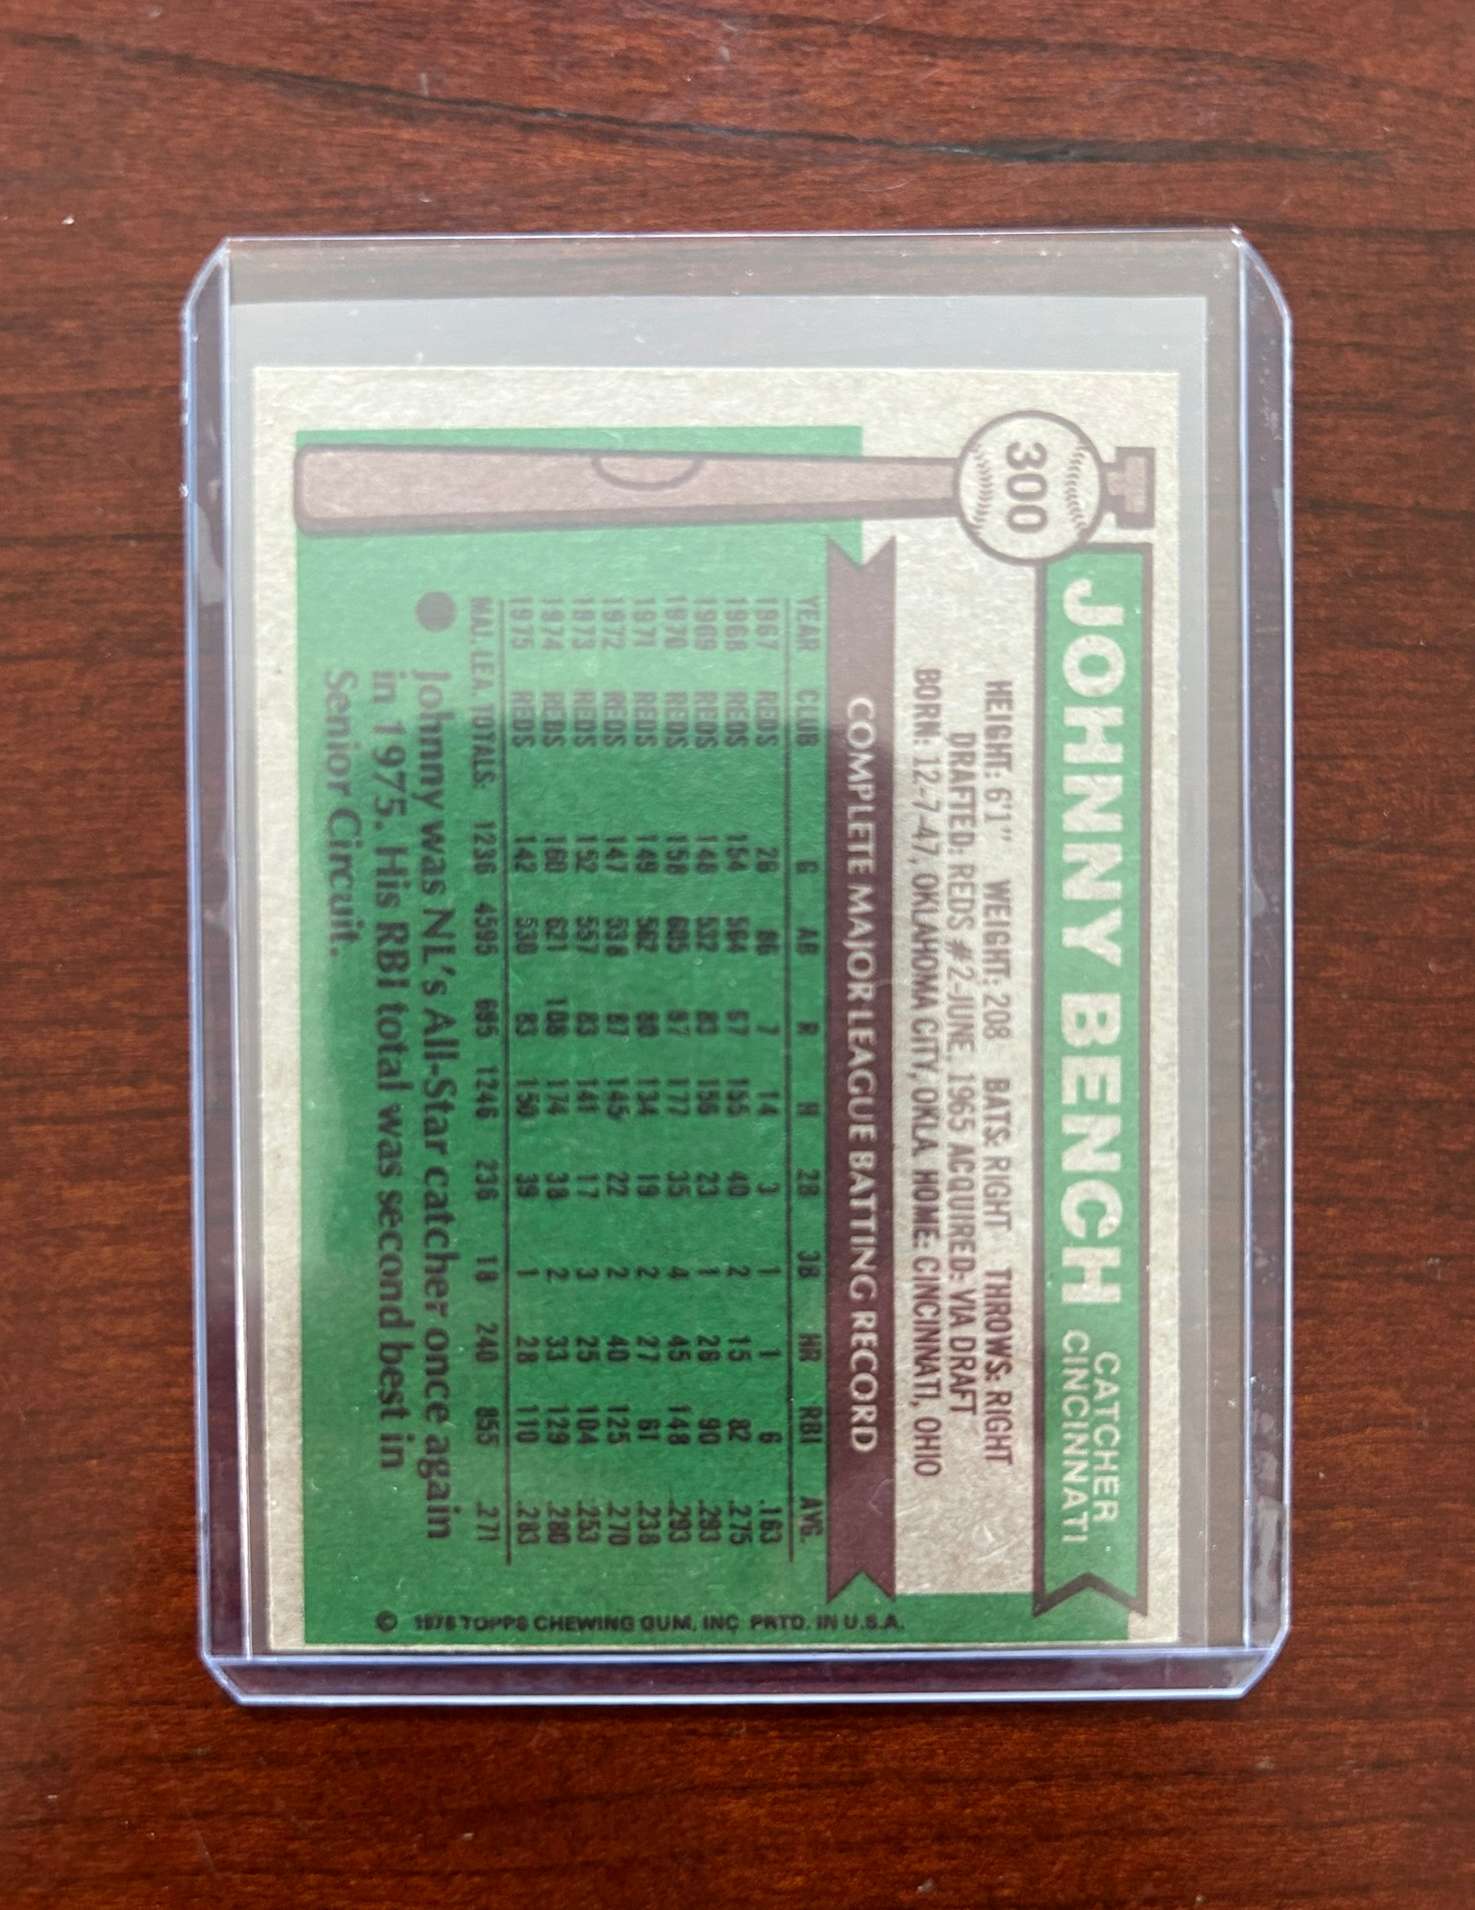 300
JOHNNY BENCH
CATCHER
CINCINNATI
HEIGHT: 6'1" WEIGHT: 208 BATS: RIGHT THROWS: RIGHT
DRAFTED: REDS #2-JUNE, 1965 ACQUIRED: VIA DRAFT
BORN: 12-7-47, OKLAHOMA CITY, OKLA. HOME: CINCINNATI, OHIO
COMPLETE MAJOR LEAGUE BATTING RECORD
YEAR CLUB G AB R H 2B 3B HR RBI AVG.
1967 REDS 26 86 7 14 3 1 1 6 .163
1968 REDS 154 564 67 155 40 2 15 82 .275
1969 REDS 148 532 83 156 23 1 26 90 .293
1970 REDS 158 605 97 177 35 4 45 148 .293
1971 REDS 149 562 80 134 19 2 27 61 .238
1972 REDS 147 538 87 145 22 2 40 125 .270
1973 REDS 152 557 83 141 17 3 25 104 .253
1974 REDS 160 621 108 174 38 2 33 129 .280
1975 REDS 142 530 83 150 39 1 28 110 .283
MAJ. LEA. TOTALS 1236 4595 695 1246 236 18 240 855 .271
Johnny was NL's All-Star catcher once again
in 1975. His RBI total was second best in
Senior Circuit.
© 1976 TOPPS CHEWING GUM, INC. PRTD. IN U.S.A.